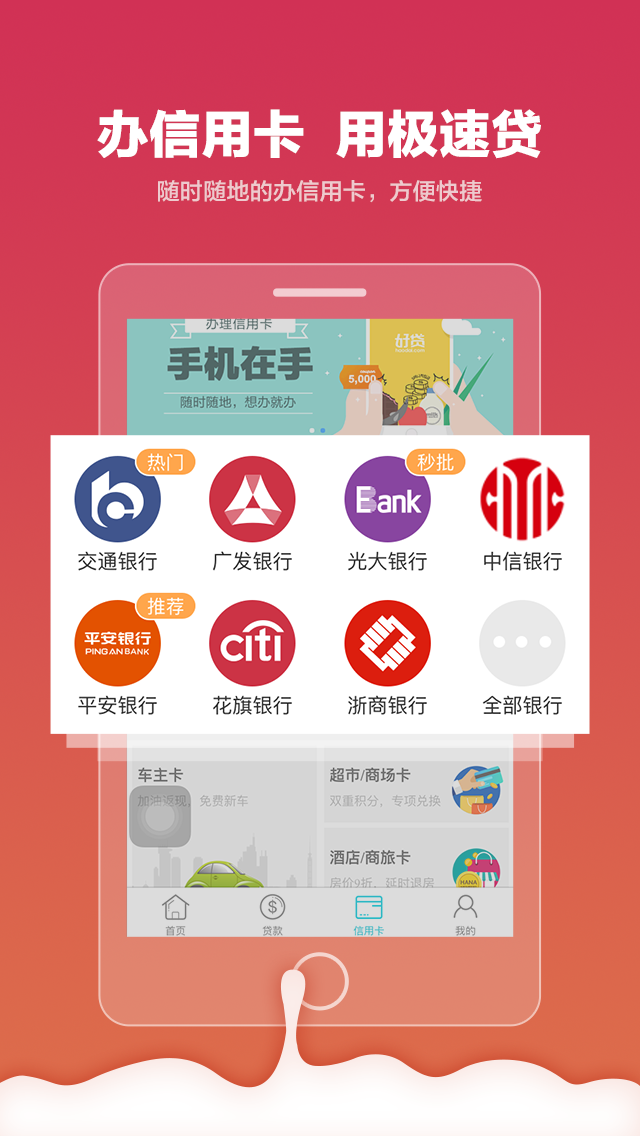 办信用卡 用极速贷
随时随地的办信用卡，方便快捷
办理信用卡
手机在手
随时随地，想办就办
好贷
5,000
热门
秒批
Bank
交通银行
广发银行
光大银行
中信银行
推荐
平安银行
PING AN BANK
citi
平安银行
花旗银行
浙商银行
全部银行
车主卡
加油返现，免费新车
超市/商场卡
双重积分，专项兑换
酒店/商旅卡
房价9折，延时退房
HANA
首页
贷款
信用卡
我的